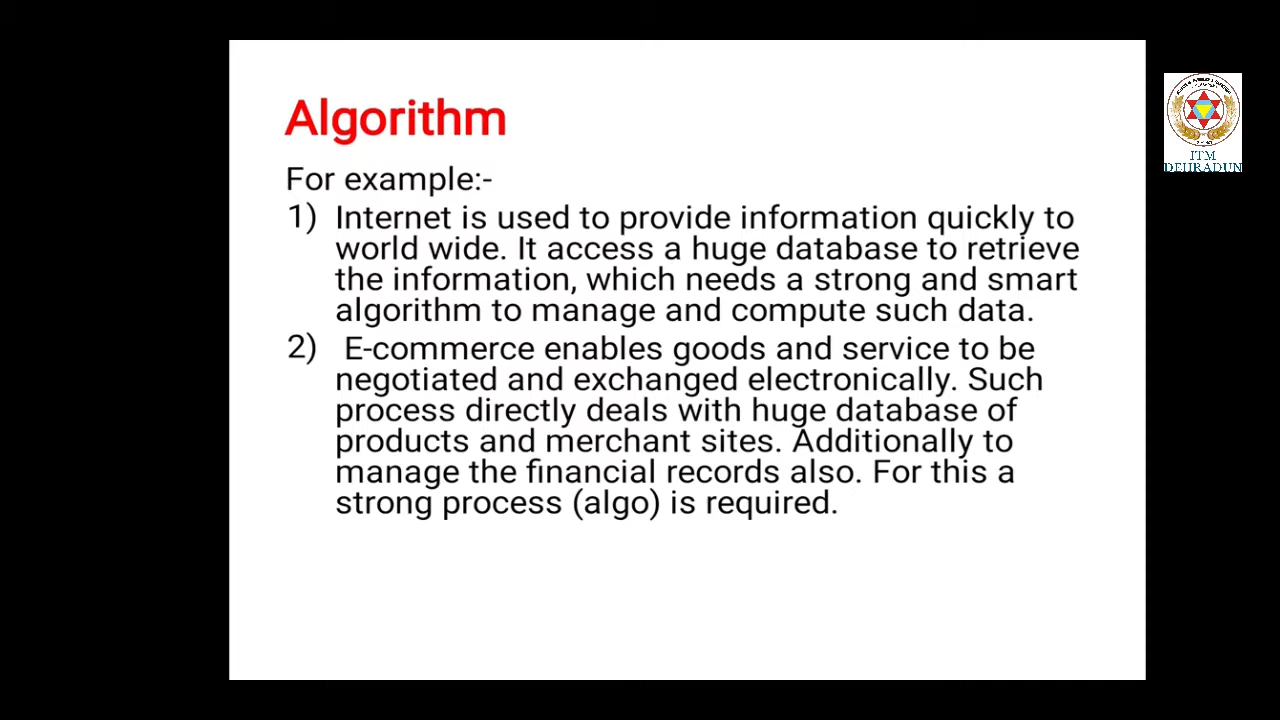 Algorithm
For example:-
1) Internet is used to provide information quickly to
world wide. It access a huge database to retrieve
the information, which needs a strong and smart
algorithm to manage and compute such data.
2) E-commerce enables goods and service to be
negotiated and exchanged electronically. Such
process directly deals with huge database of
products and merchant sites. Additionally to
manage the financial records also. For this a
strong process (algo) is required.
ITM
DEHRADUN